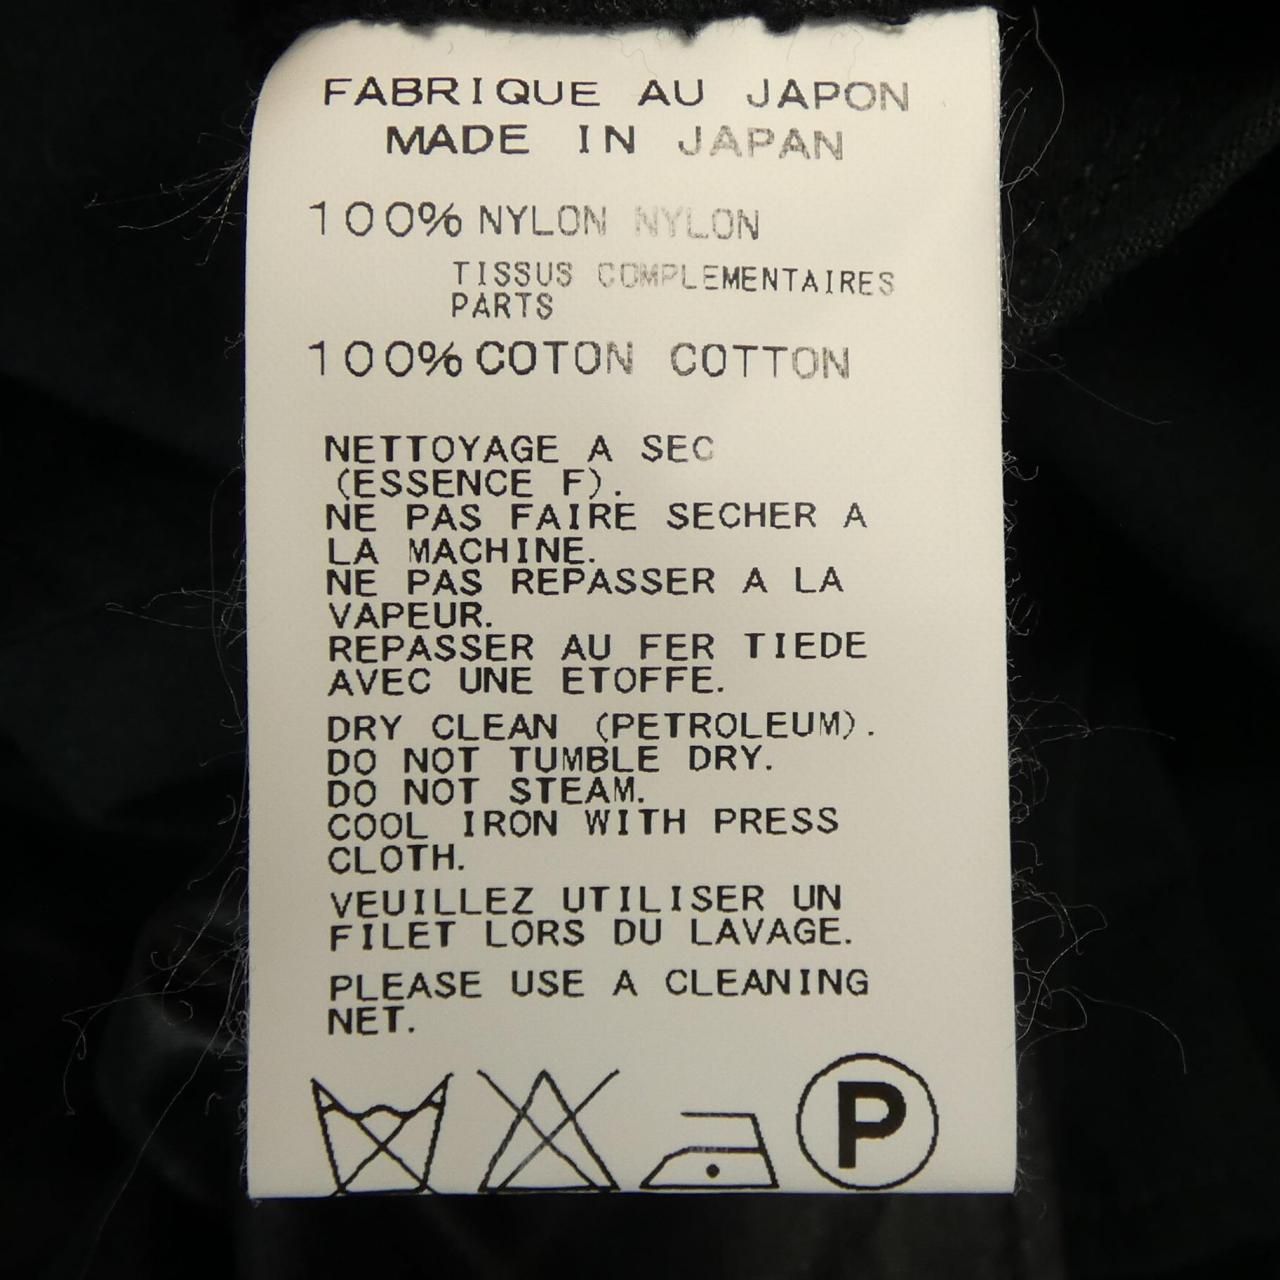 FABRIQUE AU JAPON
MADE IN JAPAN
100% NYLON NYLON
TISSUS COMPLEMENTAIRES
PARTS
100% COTON COTTON
NETTOYAGE A SEC
(ESSENCE F).
NE PAS FAIRE SECHER A
LA MACHINE.
NE PAS REPASSER A LA
VAPEUR.
REPASSER AU FER TIEDE
AVEC UNE ETOFFE.
DRY CLEAN (PETROLEUM).
DO NOT TUMBLE DRY.
DO NOT STEAM.
COOL IRON WITH PRESS
CLOTH.
VEUILLEZ UTILISER UN
FILET LORS DU LAVAGE.
PLEASE USE A CLEANING
NET.
P